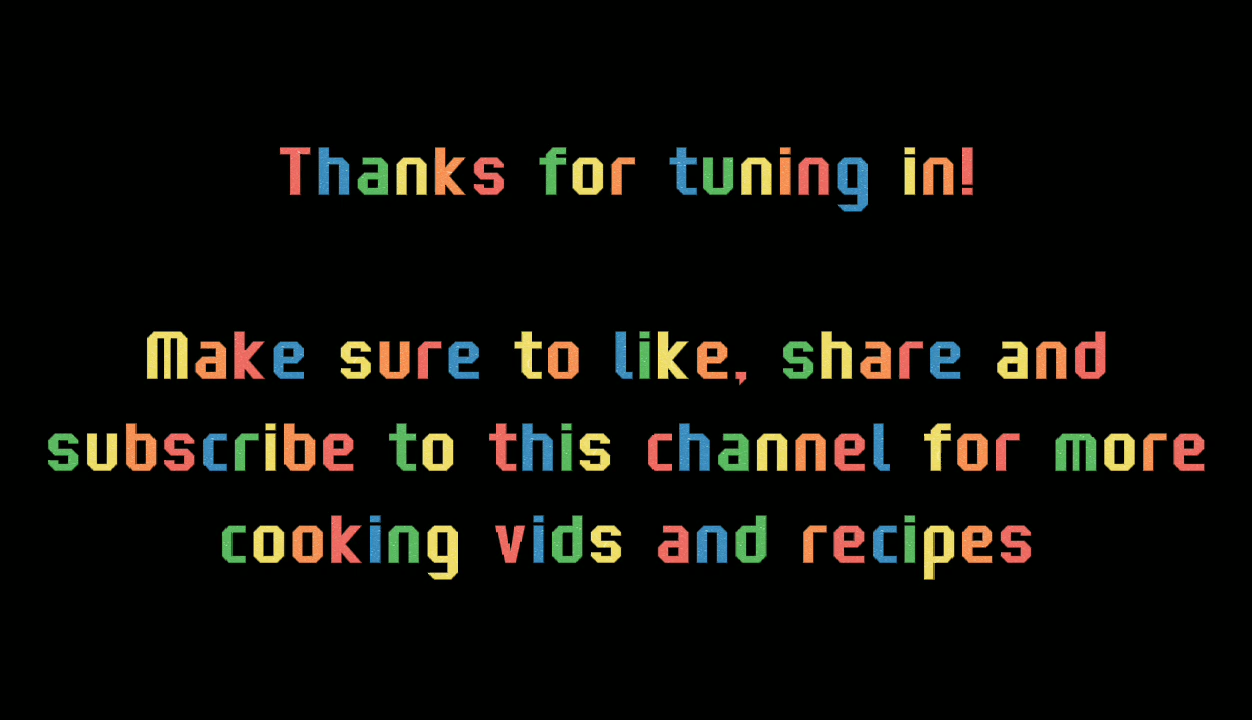 Thanks for tuning in!
Make sure to like, share and
subscribe to this channel for more
cooking vids and recipes